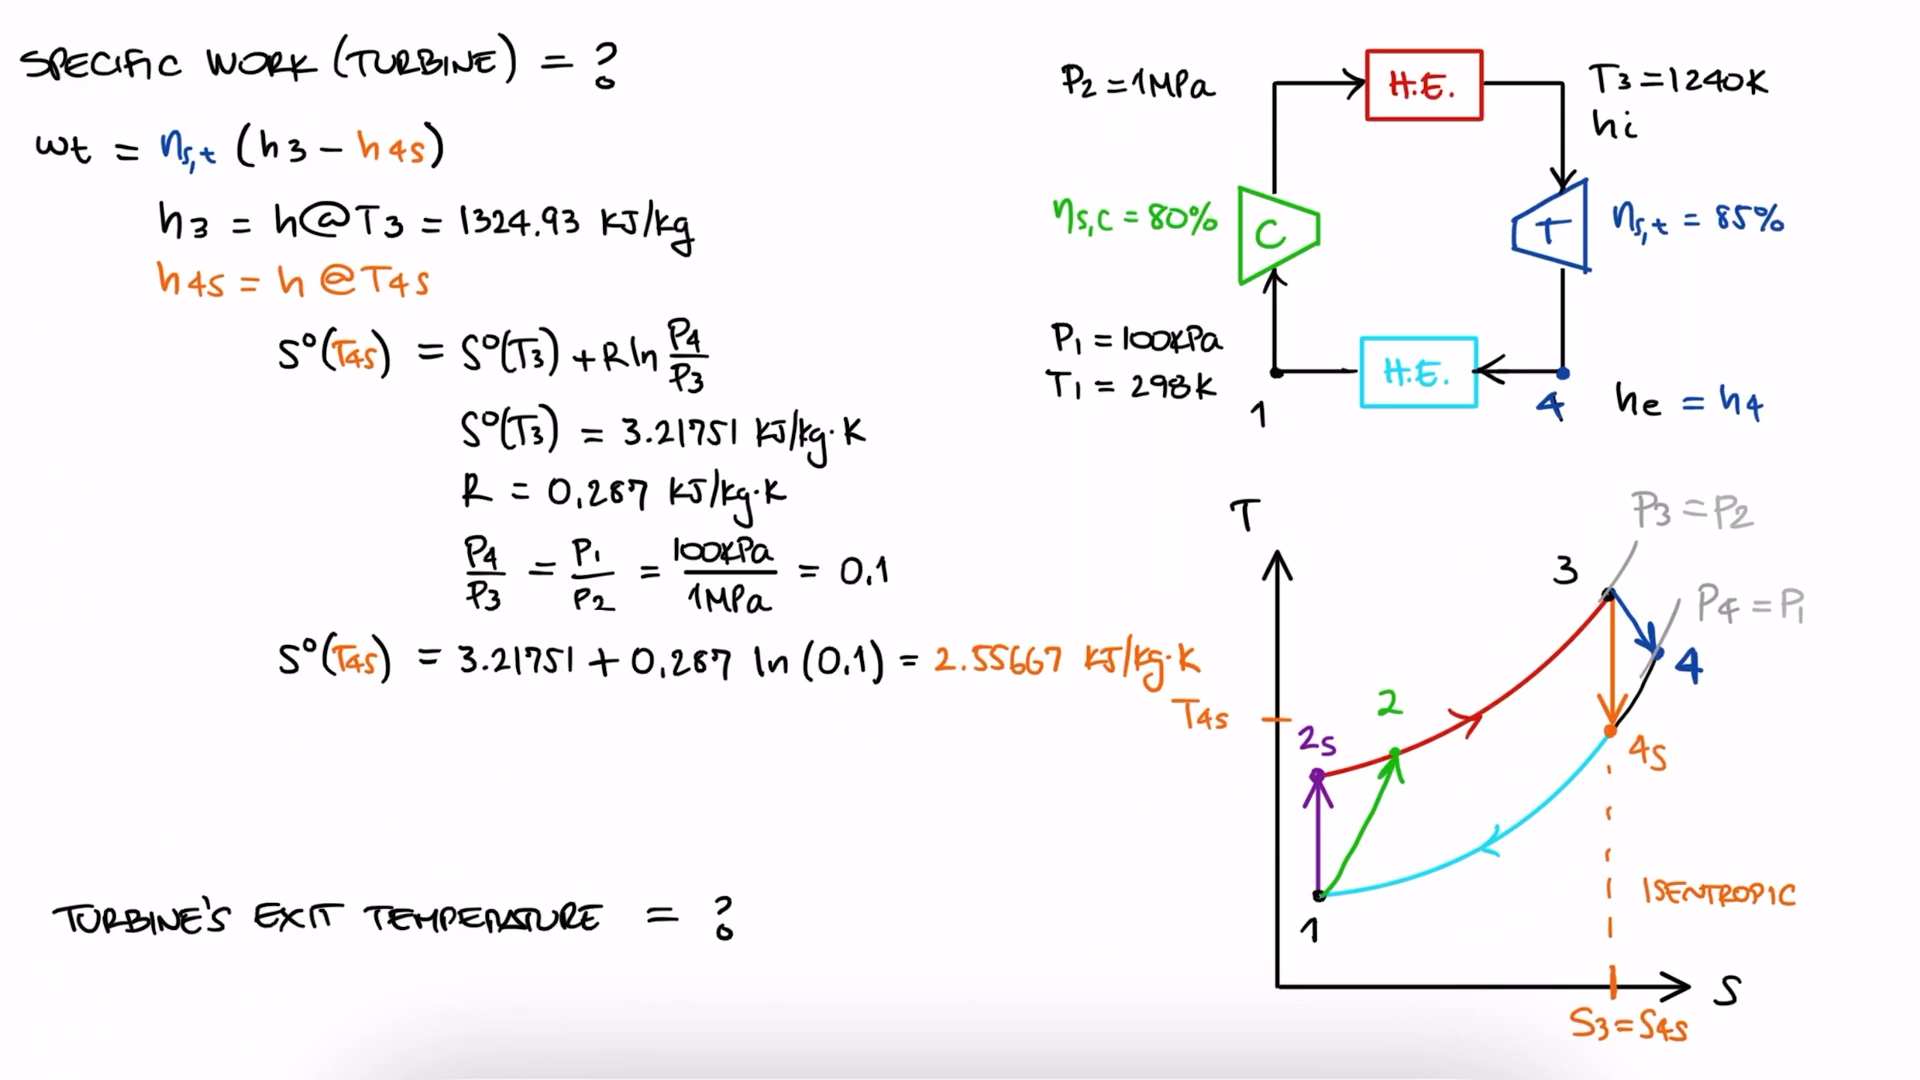 SPECIFIC WORK (TURBINE) = ?
wt = ηs,t (h3 − h4s)
h3 = h@T3 = 1324.93 KJ/kg
h4s = h @T4s
S°(T4s) = S°(T3) + R ln P4/P3
S°(T3) = 3.21751 KJ/kg·K
R = 0.287 KJ/kg·K
P4/P3 = P1/P2 = 100kPa/1MPa = 0.1
S°(T4s) = 3.21751 + 0.287 ln (0.1) = 2.55667 KJ/kg·K
TURBINE'S EXIT TEMPERATURE = ?
P2 = 1MPa
H.E.
T3 = 1240K
hi
ηs,c = 80%
C
T
ηs,t = 85%
P1 = 100kPa
T1 = 298K
H.E.
1
4
he = h4
T
P3 = P2
3
P4 = P1
4
T4s
2
2s
4s
1
ISENTROPIC
S
S3 = S4s